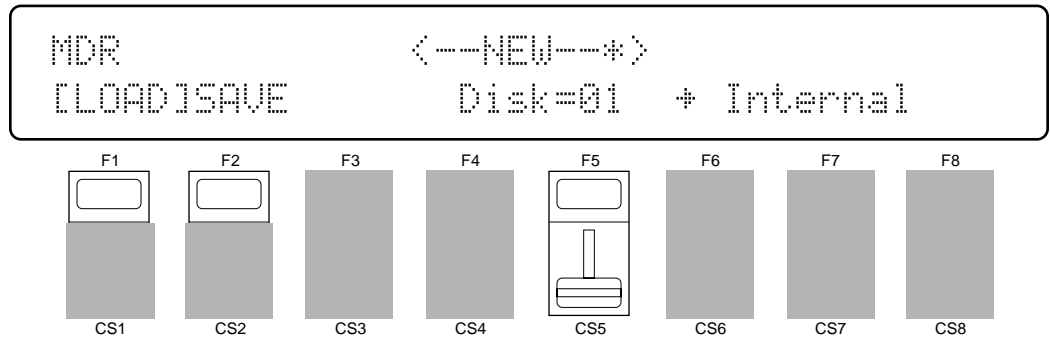 MDR <--NEW--*>
[LOAD]SAVE Disk=01 → Internal
F1 F2 F3 F4 F5 F6 F7 F8
CS1 CS2 CS3 CS4 CS5 CS6 CS7 CS8